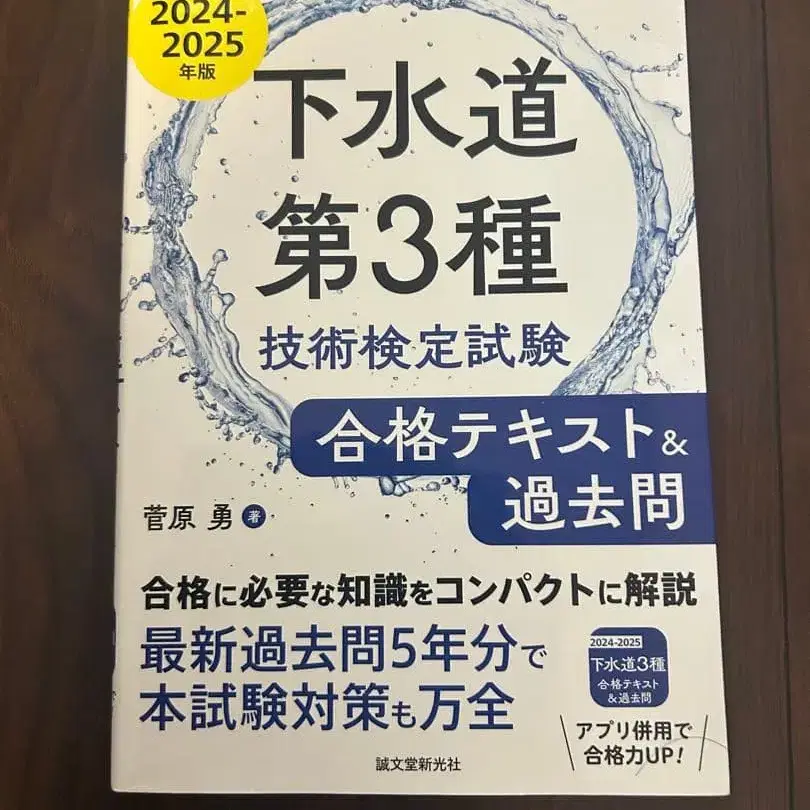 2024-
2025
年版
下水道
第3種
技術検定試験
合格テキスト&
過去問
菅原 勇 著
合格に必要な知識をコンパクトに解説
最新過去問5年分で
本試験対策も万全
2024-2025
下水道3種
合格テキスト
&過去問
アプリ併用で
合格力UP!
誠文堂新光社